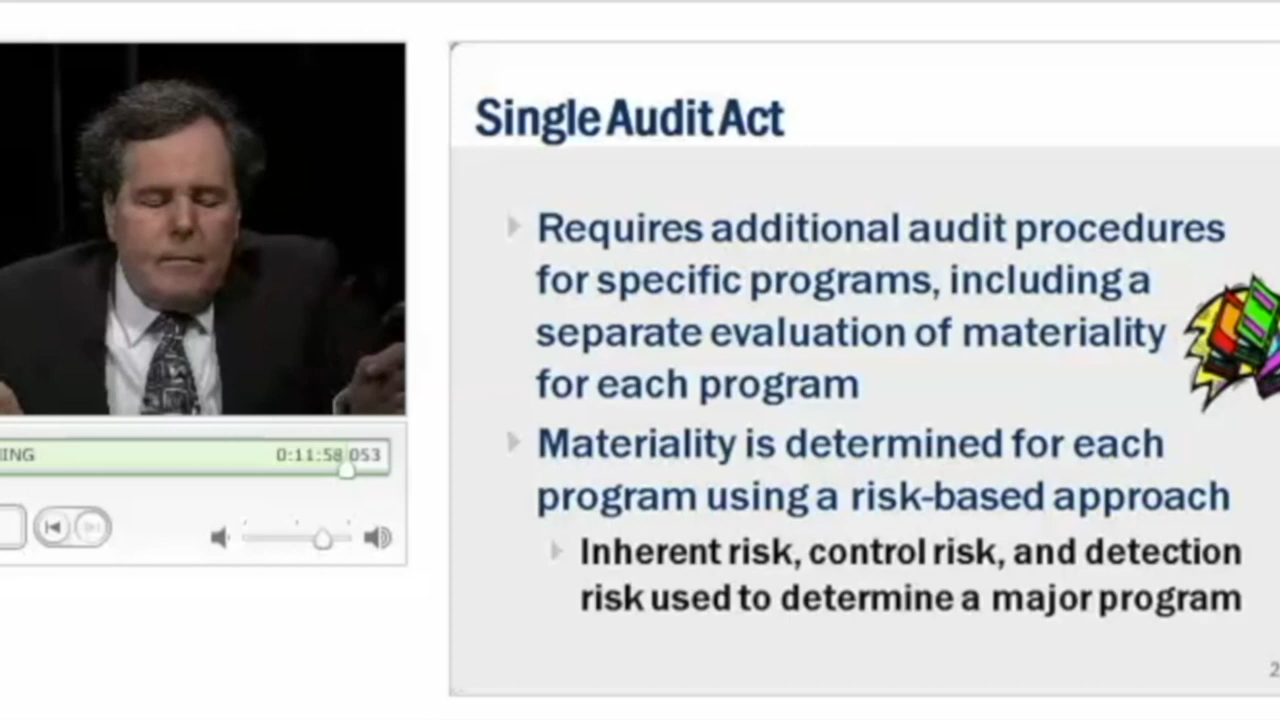 Single Audit Act
Requires additional audit procedures
for specific programs, including a
separate evaluation of materiality
for each program
Materiality is determined for each
program using a risk-based approach
Inherent risk, control risk, and detection
risk used to determine a major program
ING 0:11:58 053
2